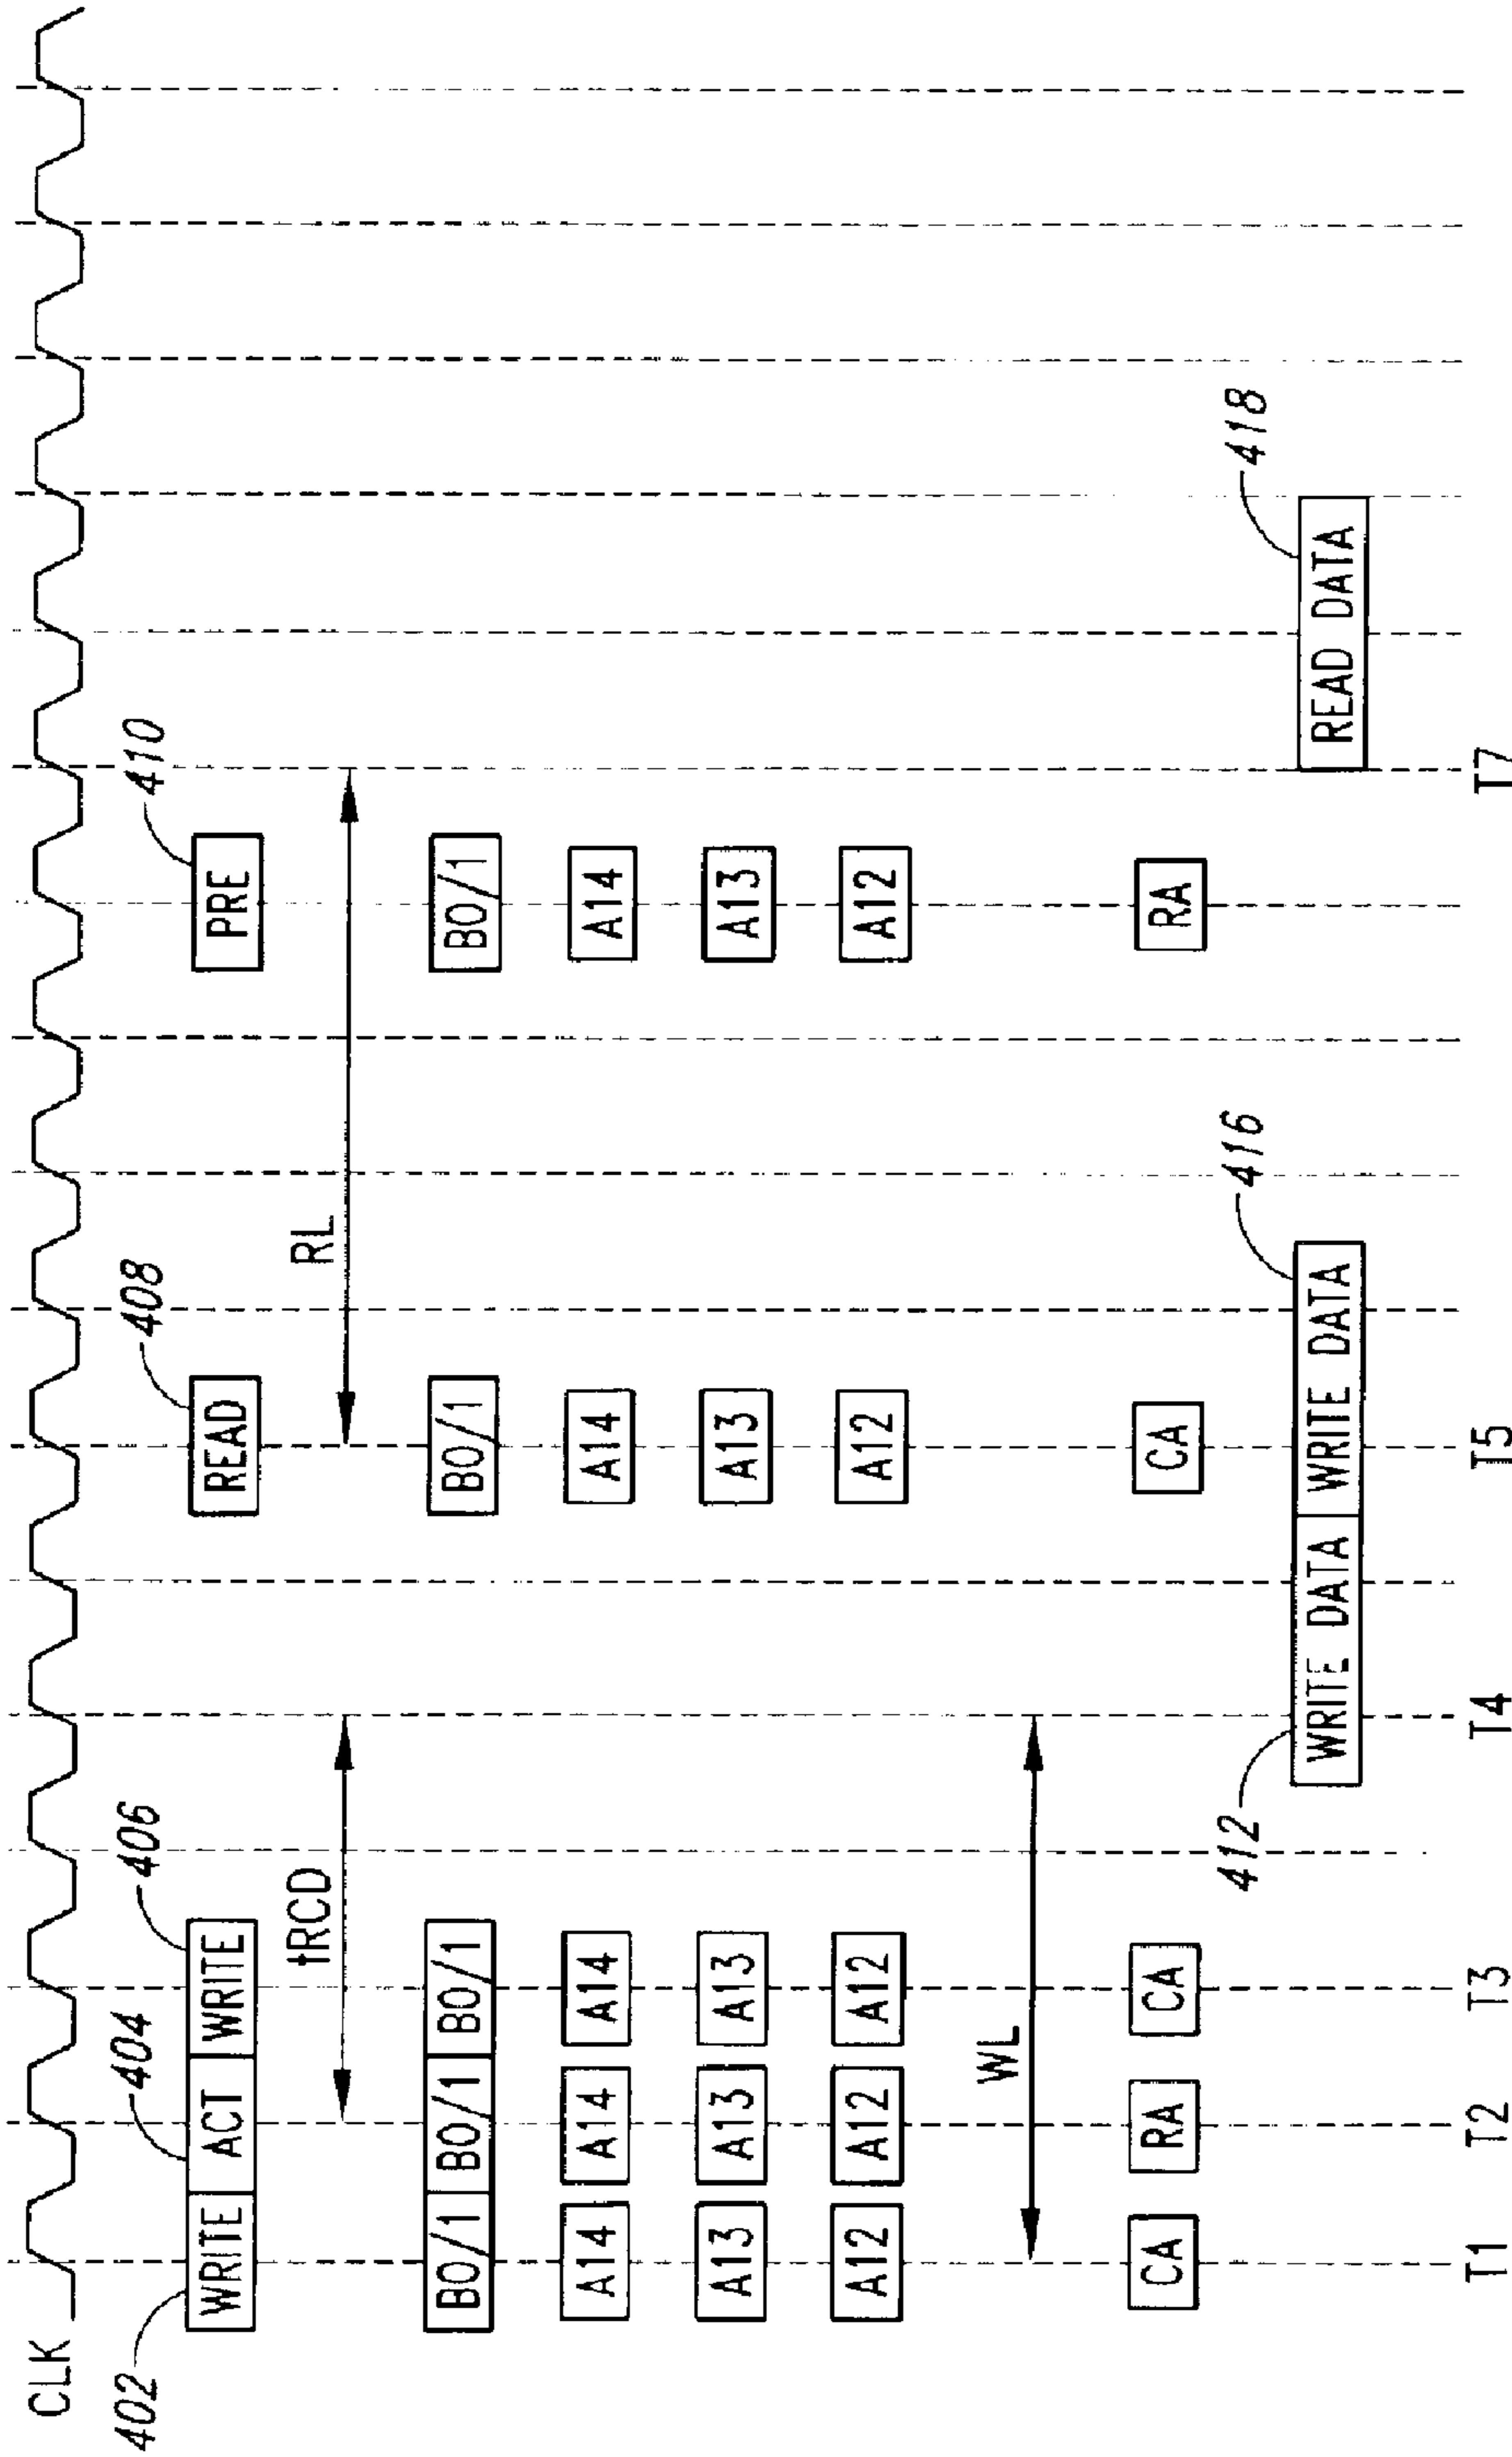 CLK
402 404 406 408 410
WRITE ACT WRITE READ PRE
tRCD RL
B0/1 B0/1 B0/1 B0/1 B0/1
A14 A14 A14 A14 A14
A13 A13 A13 A13 A13
A12 A12 A12 A12 A12
WL
CA RA CA CA RA
412 416 418
WRITE DATA WRITE DATA READ DATA
T1 T2 T3 T4 T5 T7